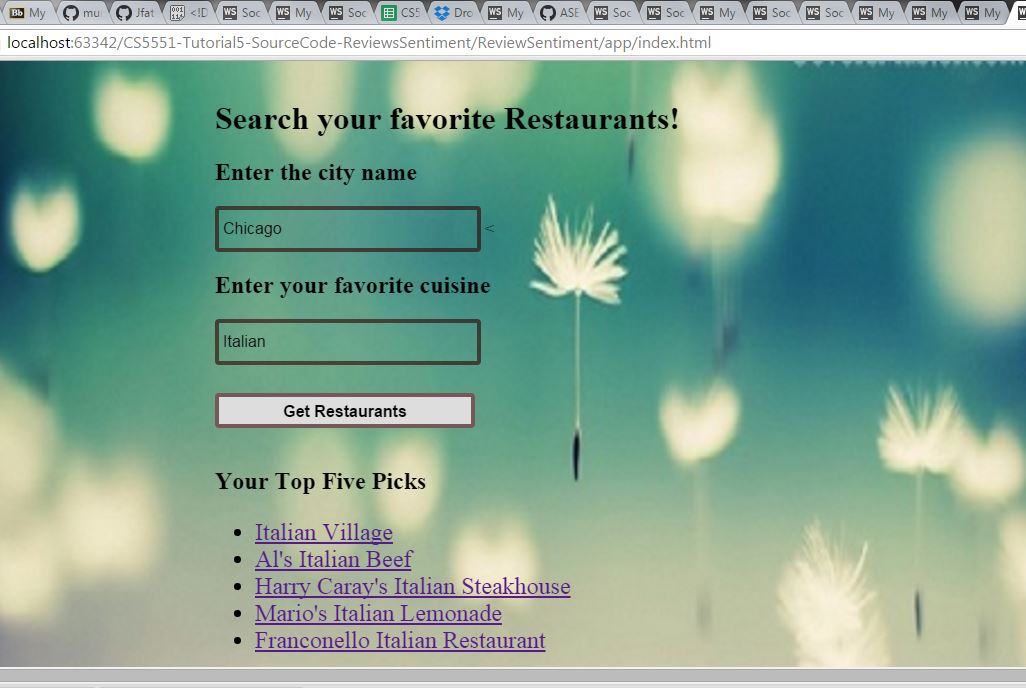 My
mu
Jfat
<!D
Soc
My
Soc
CS5
Dro
My
ASE
Soc
Soc
My
Soc
Soc
My
My
My
localhost:63342/CS5551-Tutorial5-SourceCode-ReviewsSentiment/ReviewSentiment/app/index.html
Search your favorite Restaurants!
Enter the city name
Chicago <
Enter your favorite cuisine
Italian
Get Restaurants
Your Top Five Picks
• Italian Village
• Al's Italian Beef
• Harry Caray's Italian Steakhouse
• Mario's Italian Lemonade
• Franconello Italian Restaurant